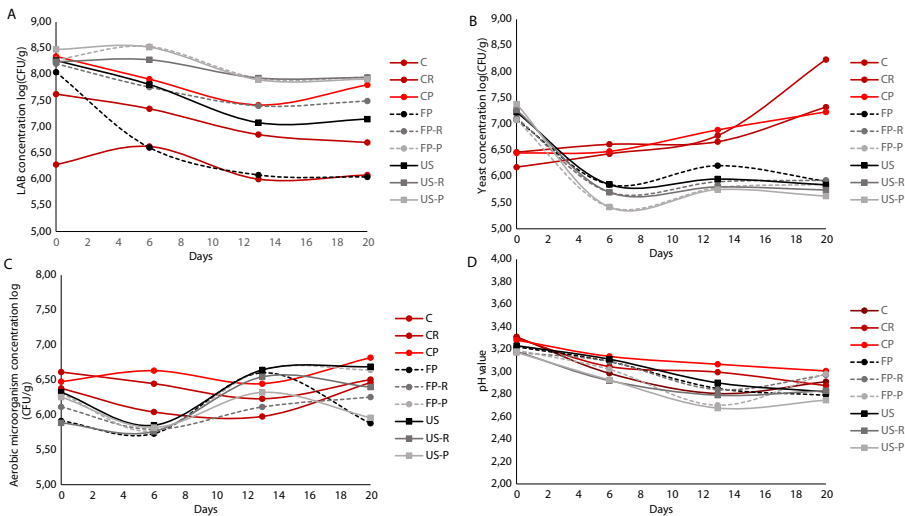 A
LAB concentration log(CFU/g)
9,00
8,50
8,00
7,50
7,00
6,50
6,00
5,50
5,00
0 2 4 6 8 10 12 14 16 18 20
Days
C
CR
CP
FP
FP-R
FP-P
US
US-R
US-P
B
Yeast concentration log(CFU/g)
9,00
8,50
8,00
7,50
7,00
6,50
6,00
5,50
5,00
0 2 4 6 8 10 12 14 16 18 20
Days
C
CR
CP
FP
FP-R
FP-P
US
US-R
US-P
C
Aerobic microorganism concentration log
(CFU/g)
8,00
7,50
7,00
6,50
6,00
5,50
5,00
0 2 4 6 8 10 12 14 16 18 20
Days
C
CR
CP
FP
FP-R
FP-P
US
US-R
US-P
D
pH value
4,00
3,80
3,60
3,40
3,20
3,00
2,80
2,60
2,40
2,20
2,00
0 2 4 6 8 10 12 14 16 18 20
Days
C
CR
CP
FP
FP-R
FP-P
US
US-R
US-P